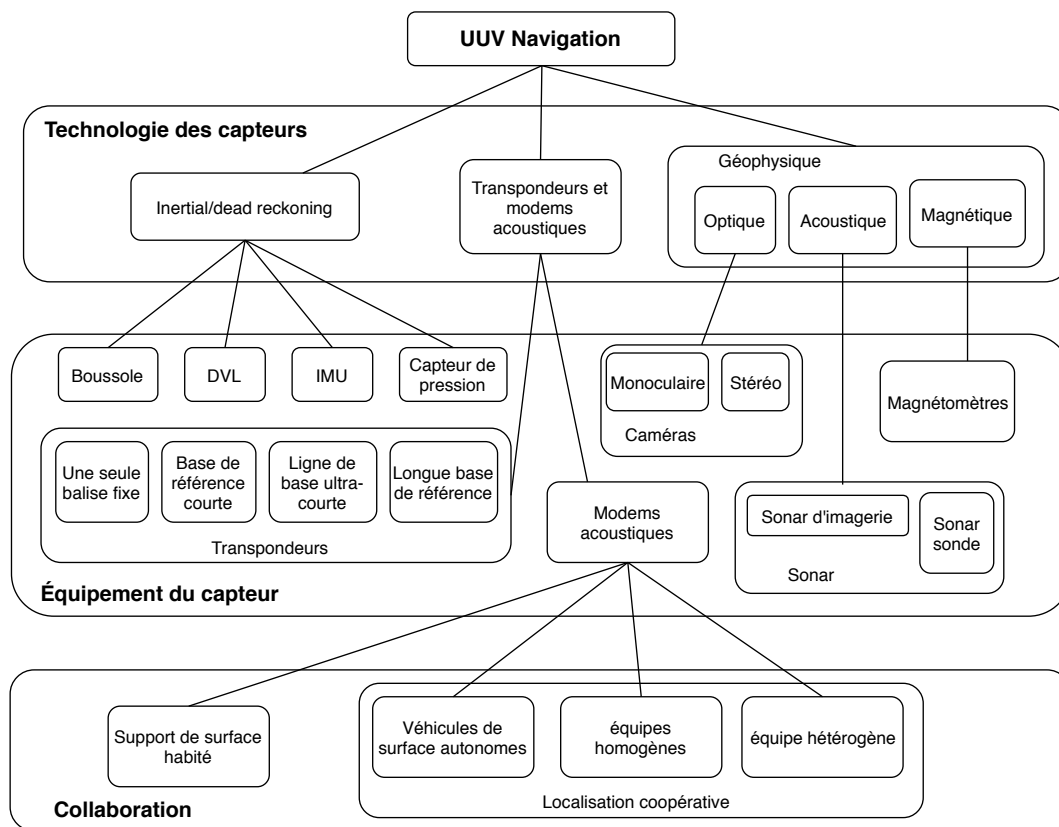 UUV Navigation
Technologie des capteurs
Inertial/dead reckoning
Transpondeurs et
modems
acoustiques
Géophysique
Optique
Acoustique
Magnétique
Boussole
DVL
IMU
Capteur de
pression
Monoculaire
Stéréo
Caméras
Magnétomètres
Une seule
balise fixe
Base de
référence
courte
Ligne de
base ultra-
courte
Longue base
de référence
Transpondeurs
Modems
acoustiques
Sonar d'imagerie
Sonar
sonde
Sonar
Équipement du capteur
Support de surface
habité
Véhicules de
surface autonomes
équipes
homogènes
équipe hétérogène
Localisation coopérative
Collaboration